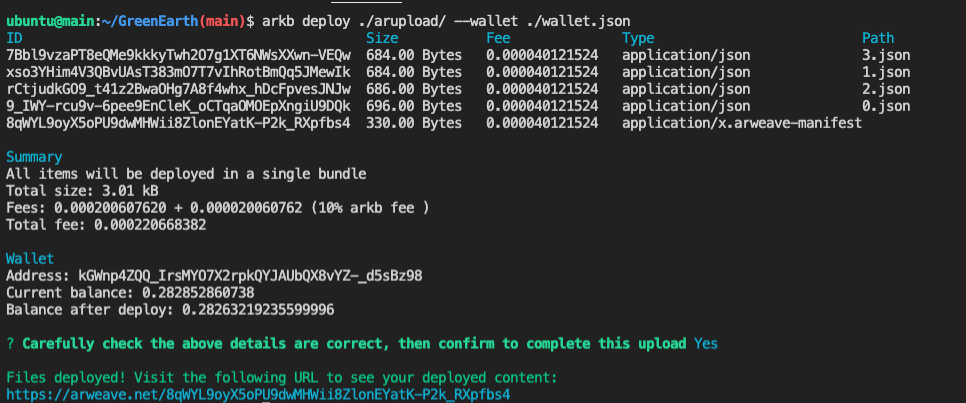 ubuntu@main:~/GreenEarth(main)$ arkb deploy ./arupload/ --wallet ./wallet.json
ID Size Fee Type Path
7Bbl9vzaPT8eQMe9kkkyTwh2O7g1XT6NWsXXwn-VEQw 684.00 Bytes 0.000040121524 application/json 3.json
xso3YHim4V3QBvUAsT383mO7T7vIhRotBmQq5JMewIk 684.00 Bytes 0.000040121524 application/json 1.json
rCtjudkGO9_t41z2BwaOHg7A8f4whx_hDcFpvesJNJw 686.00 Bytes 0.000040121524 application/json 2.json
9_IWY-rcu9v-6pee9EnCleK_oCTqaOMOEpXngiU9DQk 696.00 Bytes 0.000040121524 application/json 0.json
8qWYL9oyX5oPU9dwMHWii8ZlonEYatK-P2k_RXpfbs4 330.00 Bytes 0.000040121524 application/x.arweave-manifest
Summary
All items will be deployed in a single bundle
Total size: 3.01 kB
Fees: 0.000200607620 + 0.000020060762 (10% arkb fee )
Total fee: 0.000220668382
Wallet
Address: kGWnp4ZQQ_IrsMYO7X2rpkQYJAUbQX8vYZ-_d5sBz98
Current balance: 0.282852860738
Balance after deploy: 0.28263219235599996
? Carefully check the above details are correct, then confirm to complete this upload Yes
Files deployed! Visit the following URL to see your deployed content:
https://arweave.net/8qWYL9oyX5oPU9dwMHWii8ZlonEYatK-P2k_RXpfbs4